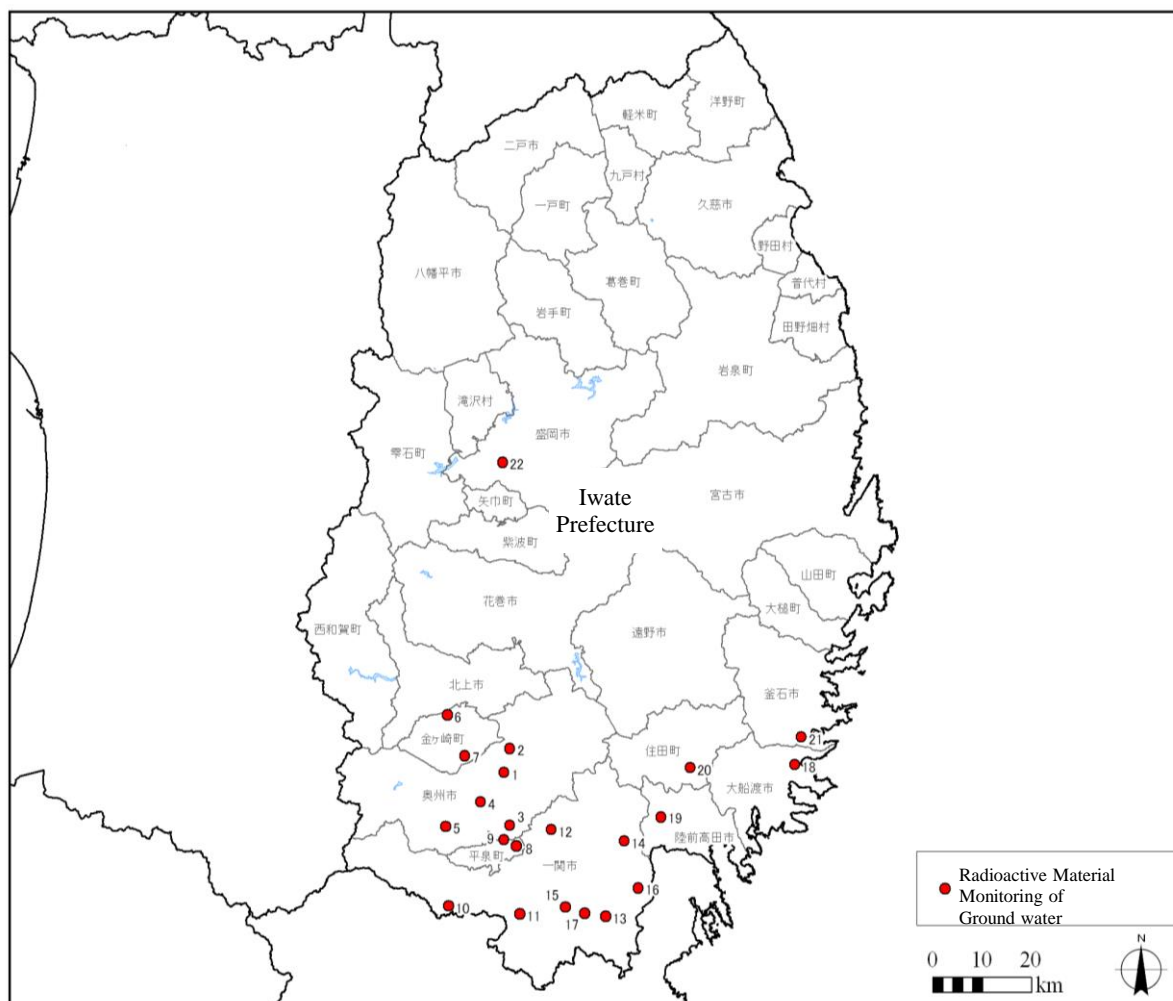 洋野町
軽米町
二戸市
九戸村
一戸町
久慈市
野田村
八幡平市
葛巻町
普代村
岩手町
田野畑村
岩泉町
滝沢村
盛岡市
雫石町
22
宮古市
矢巾町
Iwate
Prefecture
紫波町
山田町
花巻市
大槌町
西和賀町
遠野市
北上市
釜石市
6
金ヶ崎町
21
2
住田町
7
18
20
1
大船渡市
奥州市
4
3
19
5
12
9
陸前高田市
8
14
平泉町
一関市
16
15
10
11
17
13
Radioactive Material
Monitoring of
Ground water
N
0 10 20
km